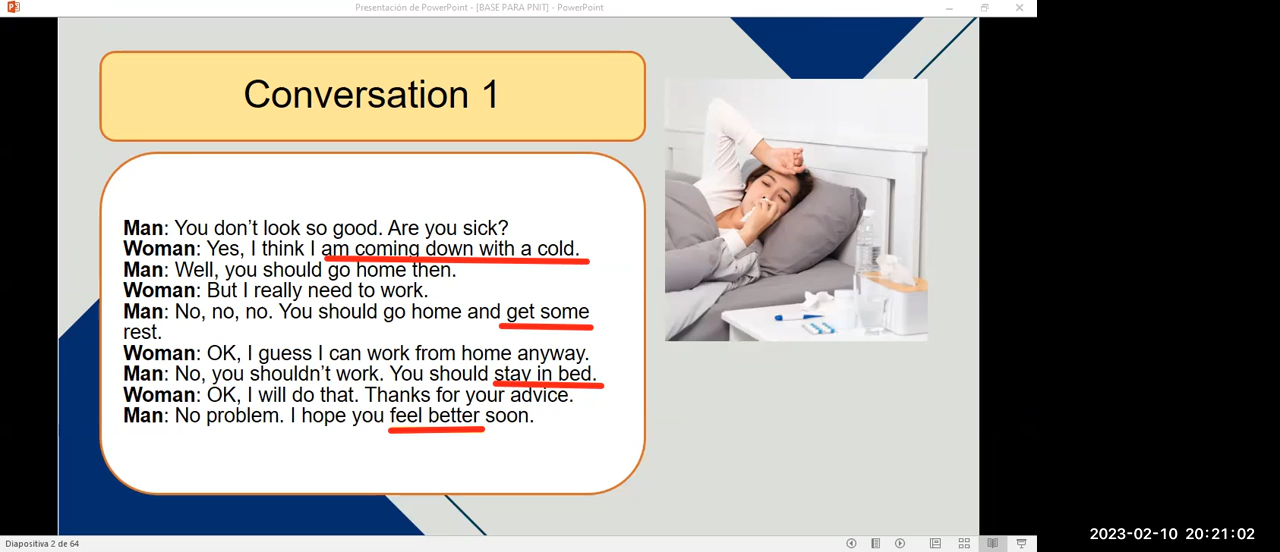 Presentación de PowerPoint - [BASE PARA PNIT] - PowerPoint
Conversation 1
Man: You don’t look so good. Are you sick?
Woman: Yes, I think I am coming down with a cold.
Man: Well, you should go home then.
Woman: But I really need to work.
Man: No, no, no. You should go home and get some
rest.
Woman: OK, I guess I can work from home anyway.
Man: No, you shouldn’t work. You should stay in bed.
Woman: OK, I will do that. Thanks for your advice.
Man: No problem. I hope you feel better soon.
Diapositiva 2 de 64
2023-02-10 20:21:02